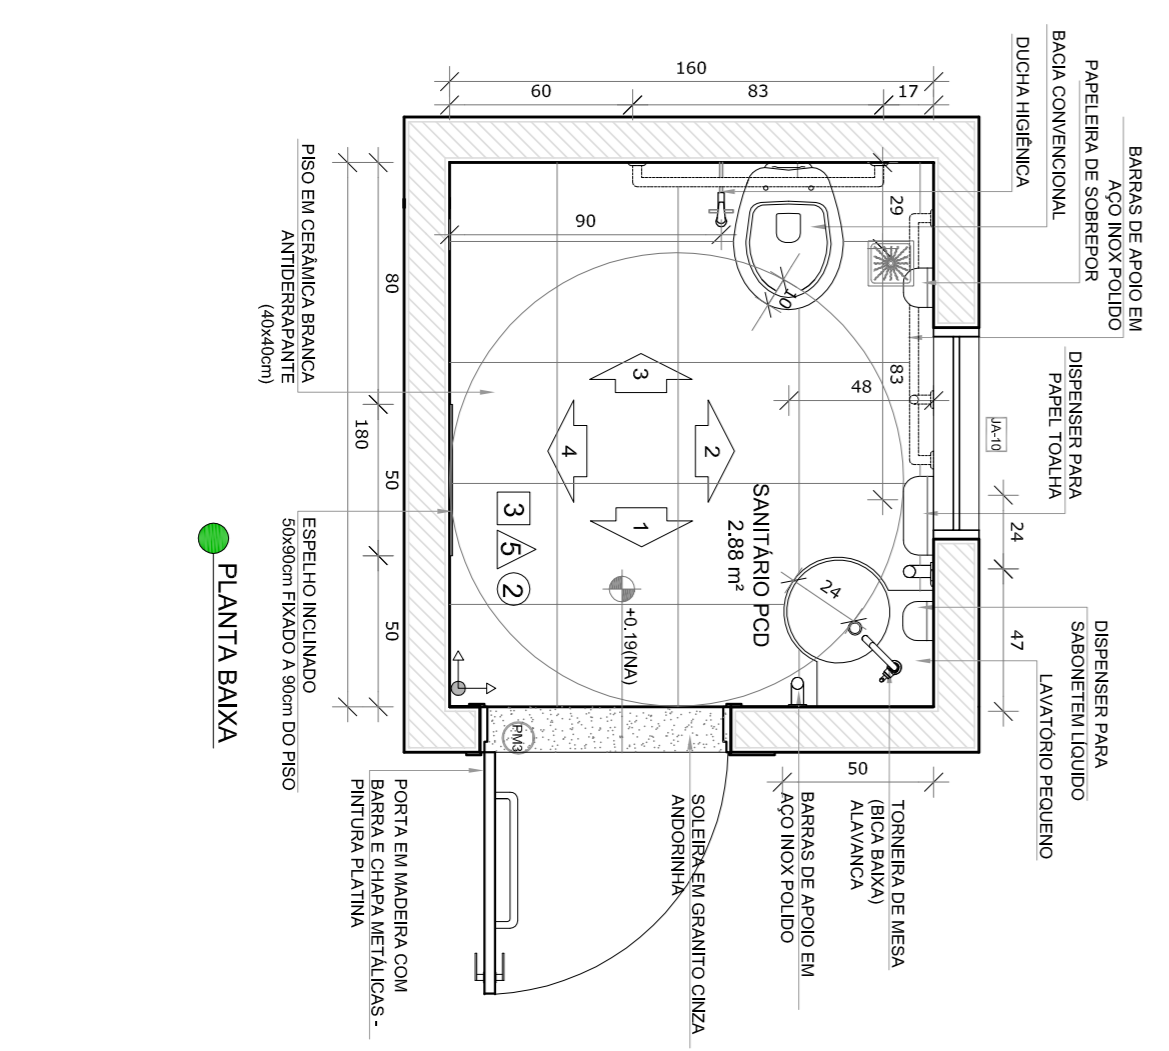 160
60
83
17
BARRAS DE APOIO EM
AÇO INOX POLIDO
PAPELEIRA DE SOBREPOR
BACIA CONVENCIONAL
DUCHA HIGIÊNICA
DISPENSER PARA
PAPEL TOALHA
DISPENSER PARA
SABONETEM LÍQUIDO
LAVATÓRIO PEQUENO
TORNEIRA DE MESA
(BICA BAIXA)
ALAVANCA
BARRAS DE APOIO EM
AÇO INOX POLIDO
SOLEIRA EM GRANITO CINZA
ANDORINHA
PORTA EM MADEIRA COM
BARRA E CHAPA METÁLICAS -
PINTURA PLATINA
PISO EM CERÂMICA BRANCA
ANTIDERRAPANTE
(40x40cm)
ESPELHO INCLINADO
50x90cm FIXADO A 90cm DO PISO
SANITÁRIO PCD
2.88 m²
+0.19(NA)
JA-10
PM3
29
83
48
90
24
47
24
50
80
50
50
180
1
2
3
4
3
5
2
PLANTA BAIXA